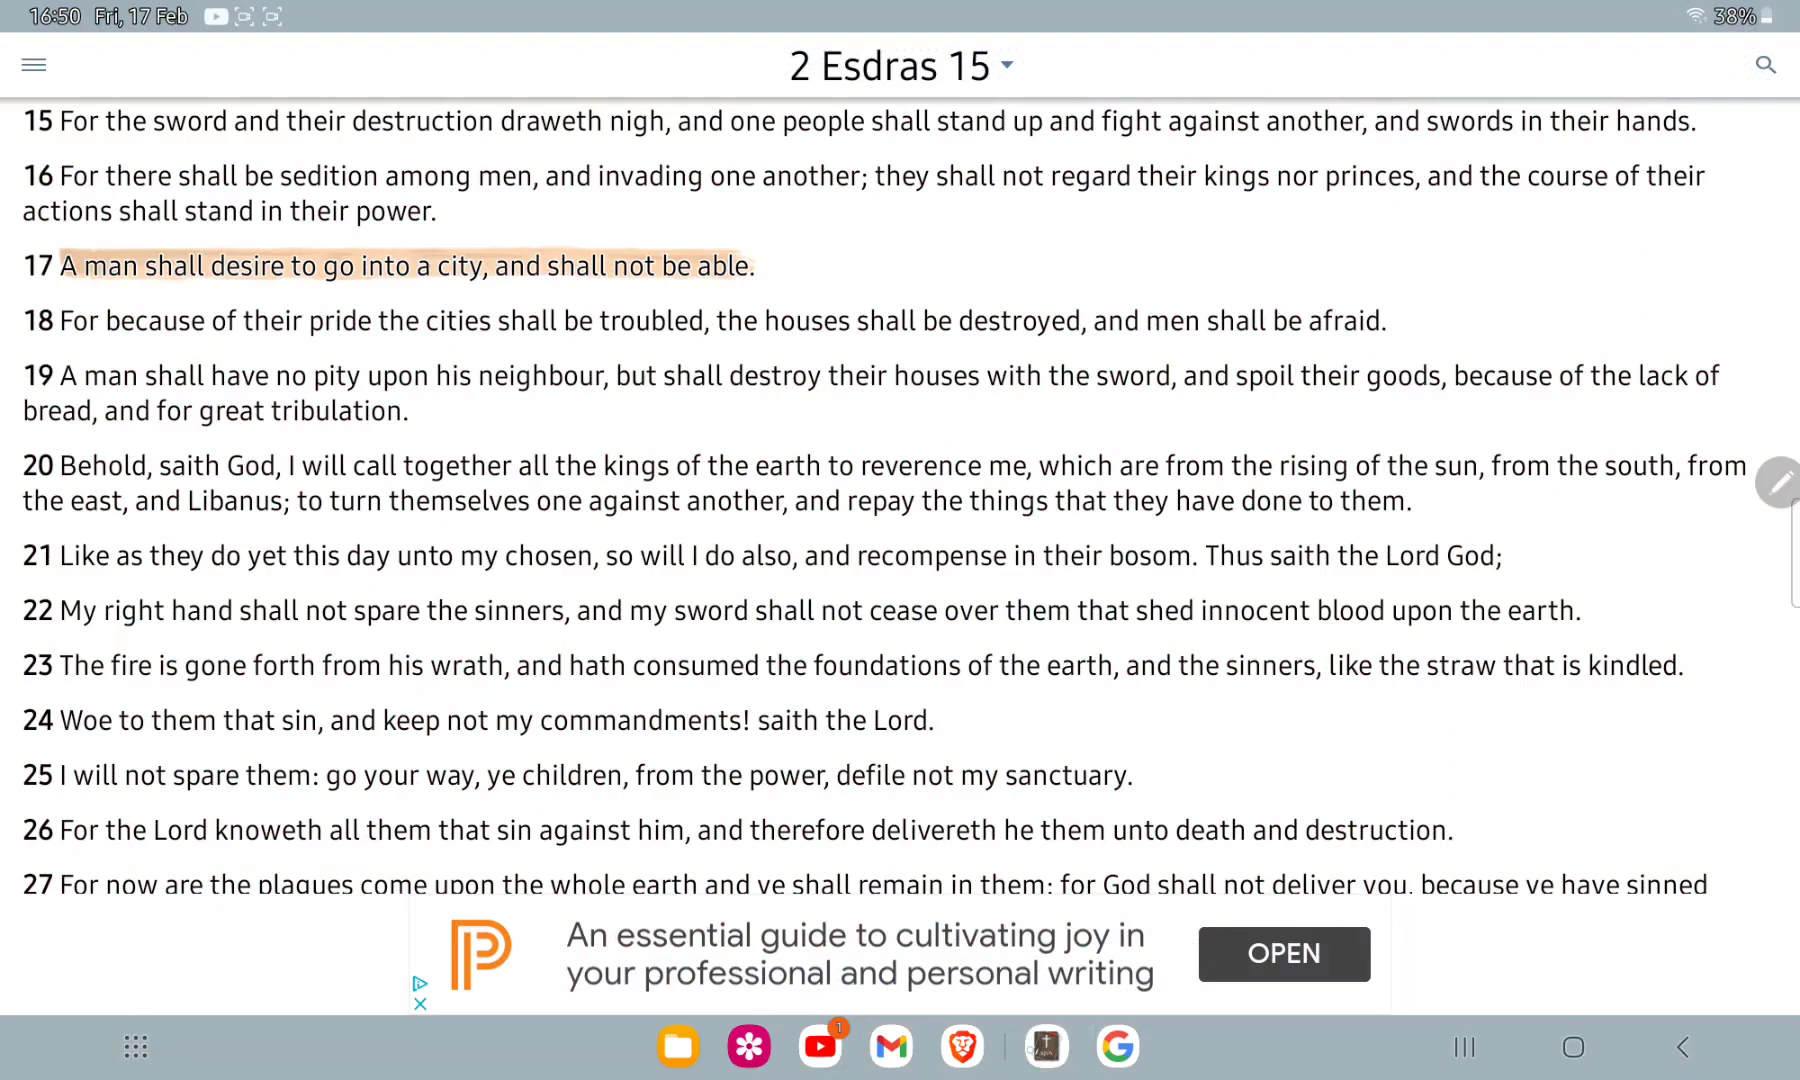 16:50 Fri, 17 Feb
38%
2 Esdras 15
15 For the sword and their destruction draweth nigh, and one people shall stand up and fight against another, and swords in their hands.
16 For there shall be sedition among men, and invading one another; they shall not regard their kings nor princes, and the course of their
actions shall stand in their power.
17 A man shall desire to go into a city, and shall not be able.
18 For because of their pride the cities shall be troubled, the houses shall be destroyed, and men shall be afraid.
19 A man shall have no pity upon his neighbour, but shall destroy their houses with the sword, and spoil their goods, because of the lack of
bread, and for great tribulation.
20 Behold, saith God, I will call together all the kings of the earth to reverence me, which are from the rising of the sun, from the south, from
the east, and Libanus; to turn themselves one against another, and repay the things that they have done to them.
21 Like as they do yet this day unto my chosen, so will I do also, and recompense in their bosom. Thus saith the Lord God;
22 My right hand shall not spare the sinners, and my sword shall not cease over them that shed innocent blood upon the earth.
23 The fire is gone forth from his wrath, and hath consumed the foundations of the earth, and the sinners, like the straw that is kindled.
24 Woe to them that sin, and keep not my commandments! saith the Lord.
25 I will not spare them: go your way, ye children, from the power, defile not my sanctuary.
26 For the Lord knoweth all them that sin against him, and therefore delivereth he them unto death and destruction.
27 For now are the plagues come upon the whole earth and ye shall remain in them: for God shall not deliver you, because ye have sinned
An essential guide to cultivating joy in
your professional and personal writing
OPEN
1